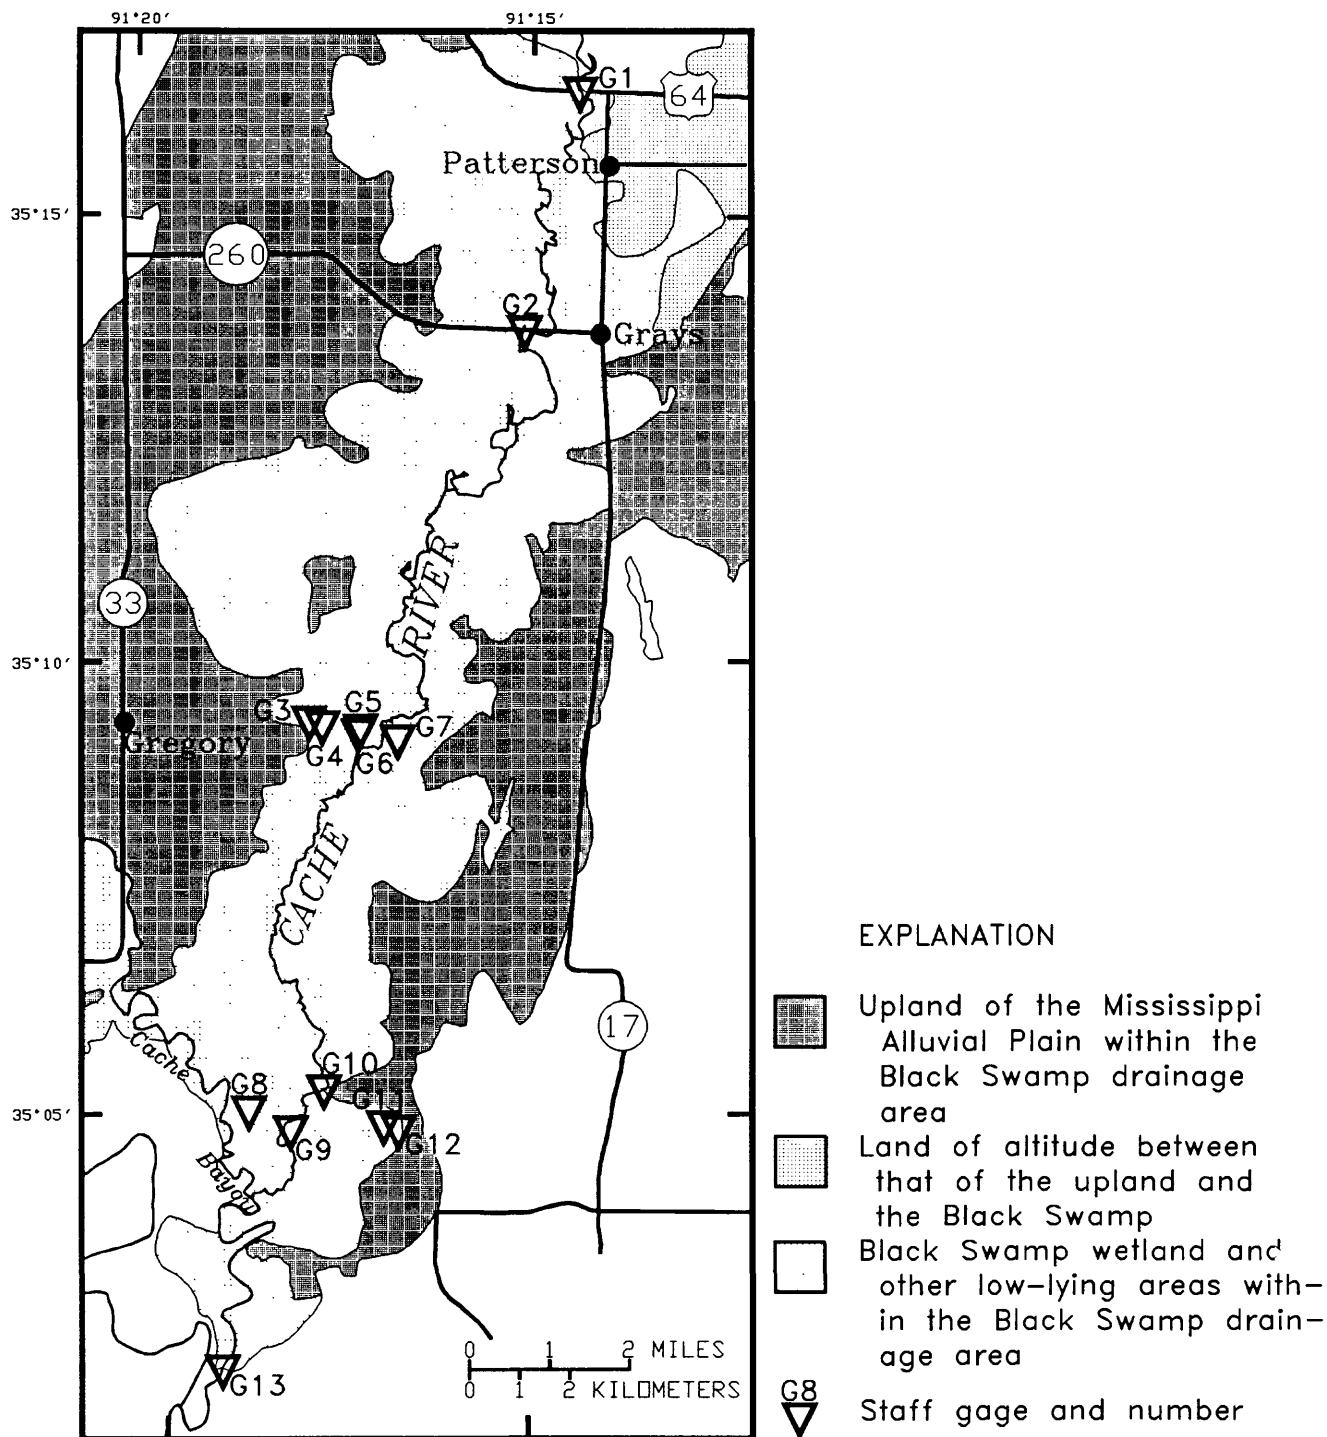 91°20'
91°15'
G1
64
Patterson
35°15'
260
G2
Grays
RIVER
33
35°10'
G3
G5
G7
Gregory
G4
G6
CACHE
EXPLANATION
Upland of the Mississippi
Alluvial Plain within the
Black Swamp drainage
area
17
Cache
G10
G8
G11
35°05'
G9
G12
Land of altitude between
that of the upland and
the Black Swamp
Bayou
Black Swamp wetland and
other low-lying areas with-
in the Black Swamp drain-
age area
0 1 2 MILES
0 1 2 KILOMETERS
G13
G8
Staff gage and number